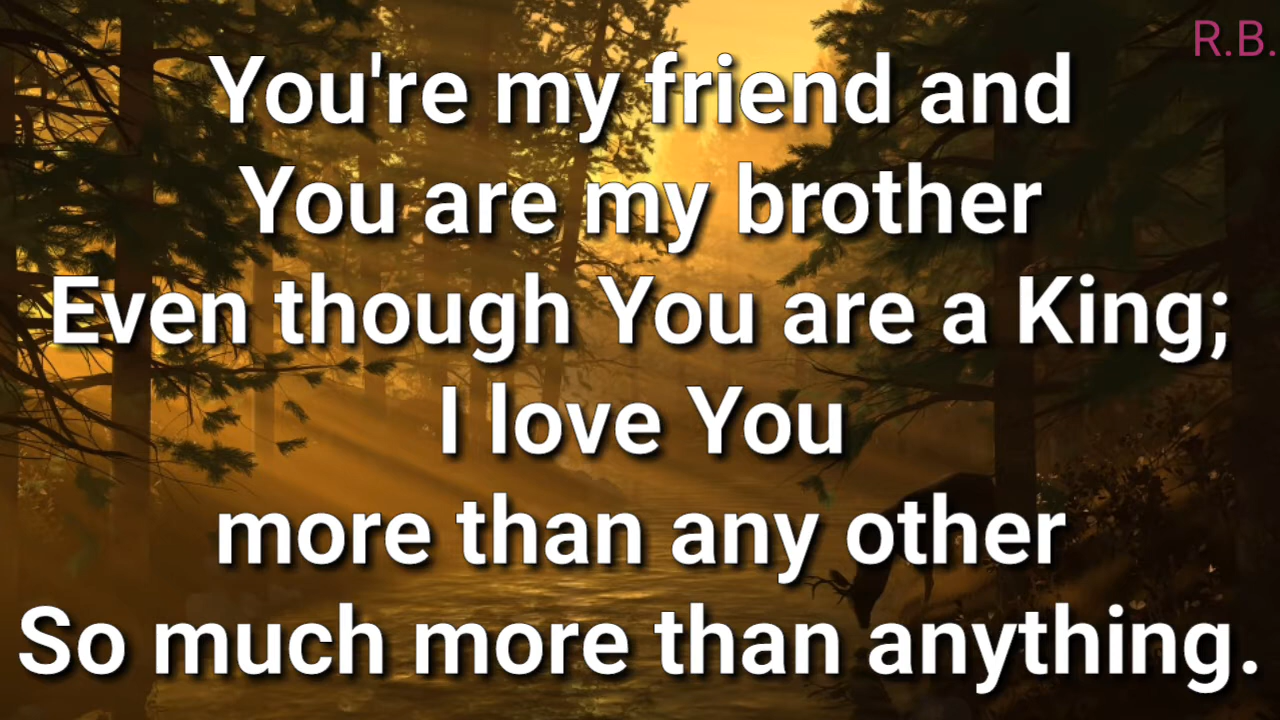 R.B.
You're my friend and
You are my brother
Even though You are a King;
I love You
more than any other
So much more than anything.